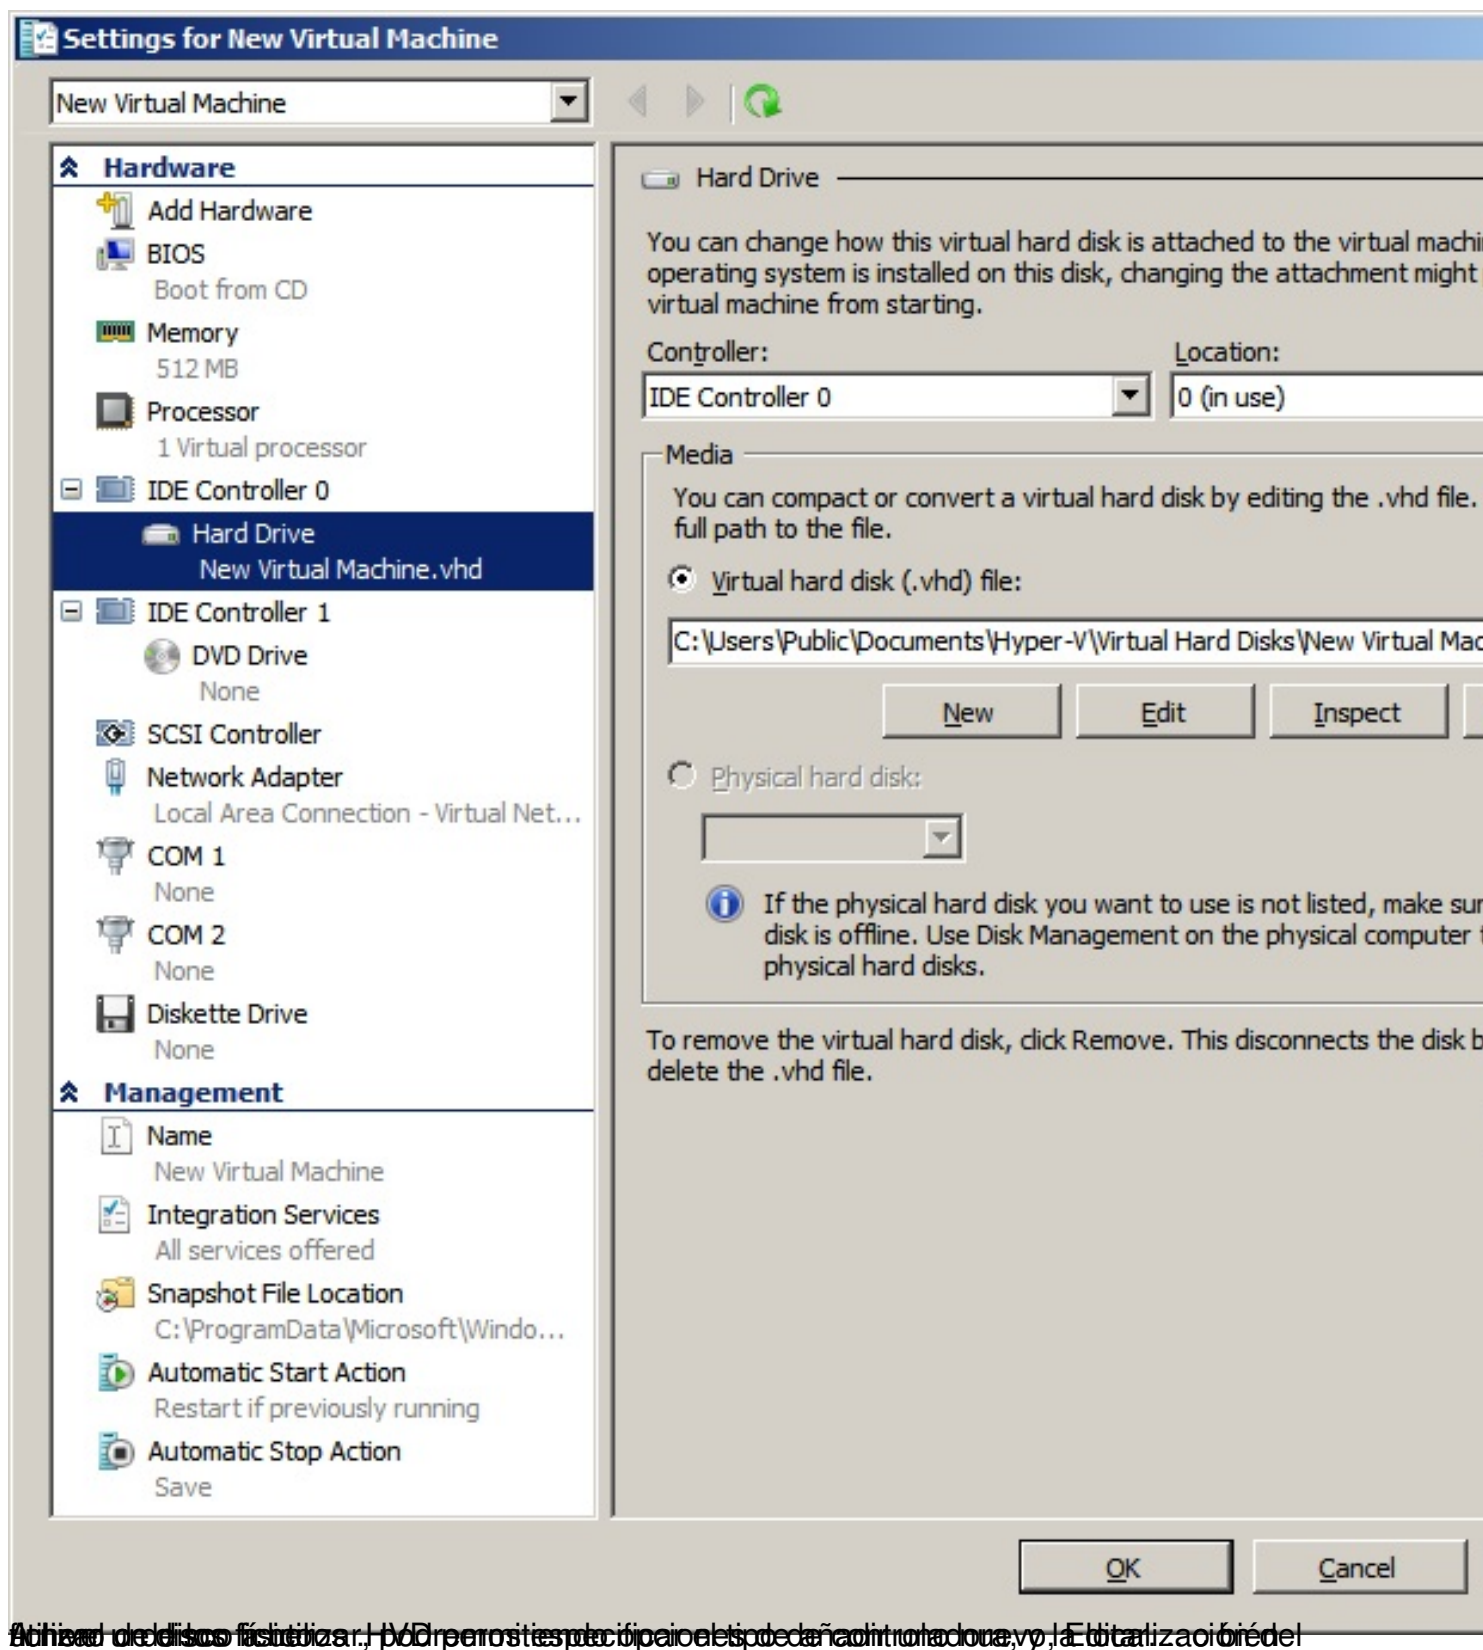 Settings for New Virtual Machine
New Virtual Machine
Hardware
Add Hardware
BIOS
Boot from CD
Memory
512 MB
Processor
1 Virtual processor
IDE Controller 0
Hard Drive
New Virtual Machine.vhd
IDE Controller 1
DVD Drive
None
SCSI Controller
Network Adapter
Local Area Connection - Virtual Net...
COM 1
None
COM 2
None
Diskette Drive
None
Management
Name
New Virtual Machine
Integration Services
All services offered
Snapshot File Location
C:\ProgramData\Microsoft\Windo...
Automatic Start Action
Restart if previously running
Automatic Stop Action
Save
Hard Drive
You can change how this virtual hard disk is attached to the virtual machi
operating system is installed on this disk, changing the attachment might
virtual machine from starting.
Controller: Location:
IDE Controller 0 0 (in use)
Media
You can compact or convert a virtual hard disk by editing the .vhd file.
full path to the file.
Virtual hard disk (.vhd) file:
C:\Users\Public\Documents\Hyper-V\Virtual Hard Disks\New Virtual Mac
New Edit Inspect
Physical hard disk:
If the physical hard disk you want to use is not listed, make sur
disk is offline. Use Disk Management on the physical computer t
physical hard disks.
To remove the virtual hard disk, click Remove. This disconnects the disk b
delete the .vhd file.
OK Cancel